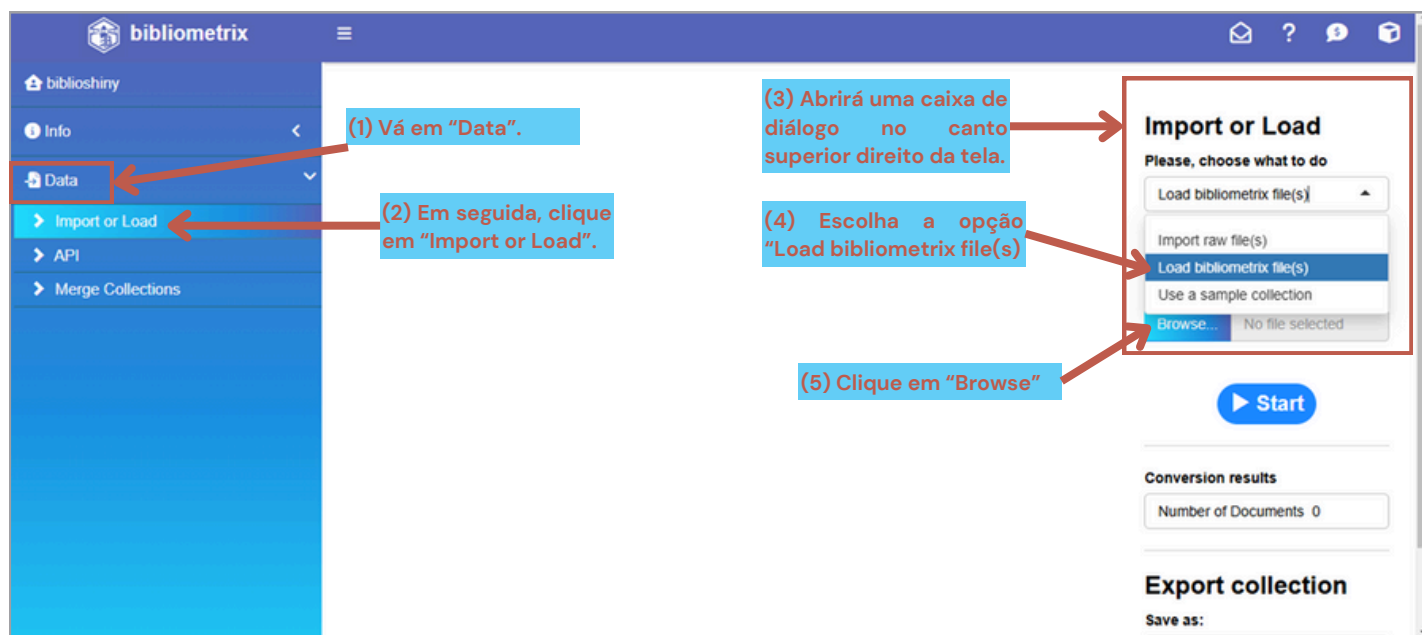 bibliometrix
?
biblioshiny
Info
Data
Import or Load
API
Merge Collections
(1) Vá em “Data”.
(2) Em seguida, clique
em “Import or Load”.
(3) Abrirá uma caixa de
diálogo no canto
superior direito da tela.
(4) Escolha a opção
“Load bibliometrix file(s)
(5) Clique em “Browse”
Import or Load
Please, choose what to do
Load bibliometrix file(s)
Import raw file(s)
Load bibliometrix file(s)
Use a sample collection
Browse... No file selected
Start
Conversion results
Number of Documents 0
Export collection
Save as: